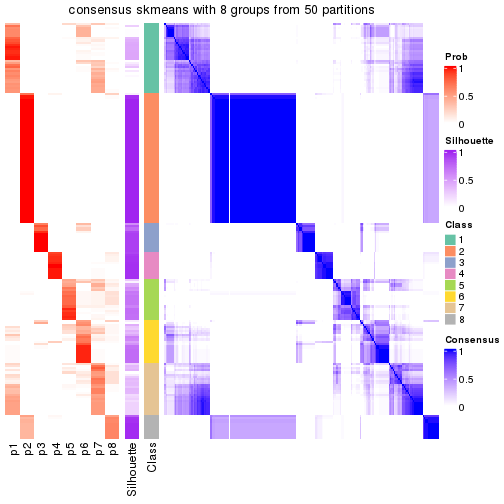 consensus skmeans with 8 groups from 50 partitions
Prob
1
0.5
0
Silhouette
1
0.5
0
Class
1
2
3
4
5
6
7
8
Consensus
1
0.5
0
p1
p2
p3
p4
p5
p6
p7
p8
Silhouette
Class